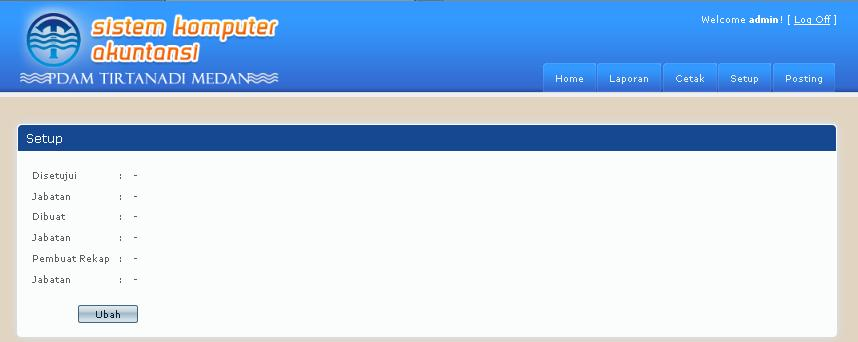 sistem komputer
akuntansi
PDAM TIRTANADI MEDAN
Welcome admin! [ Log Off ]
Home Laporan Cetak Setup Posting
Setup
Disetujui : -
Jabatan : -
Dibuat : -
Jabatan : -
Pembuat Rekap : -
Jabatan : -
Ubah